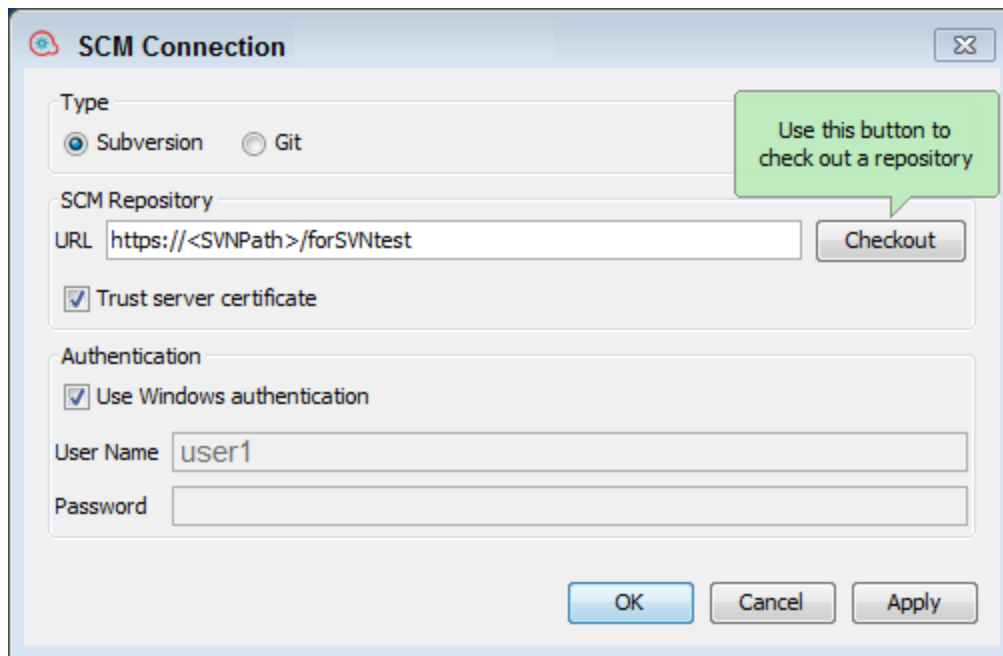 SCM Connection
Type
Subversion
Git
Use this button to
check out a repository
SCM Repository
URL https://<SVNPath>/forSVNtest
Checkout
Trust server certificate
Authentication
Use Windows authentication
User Name user1
Password
OK
Cancel
Apply